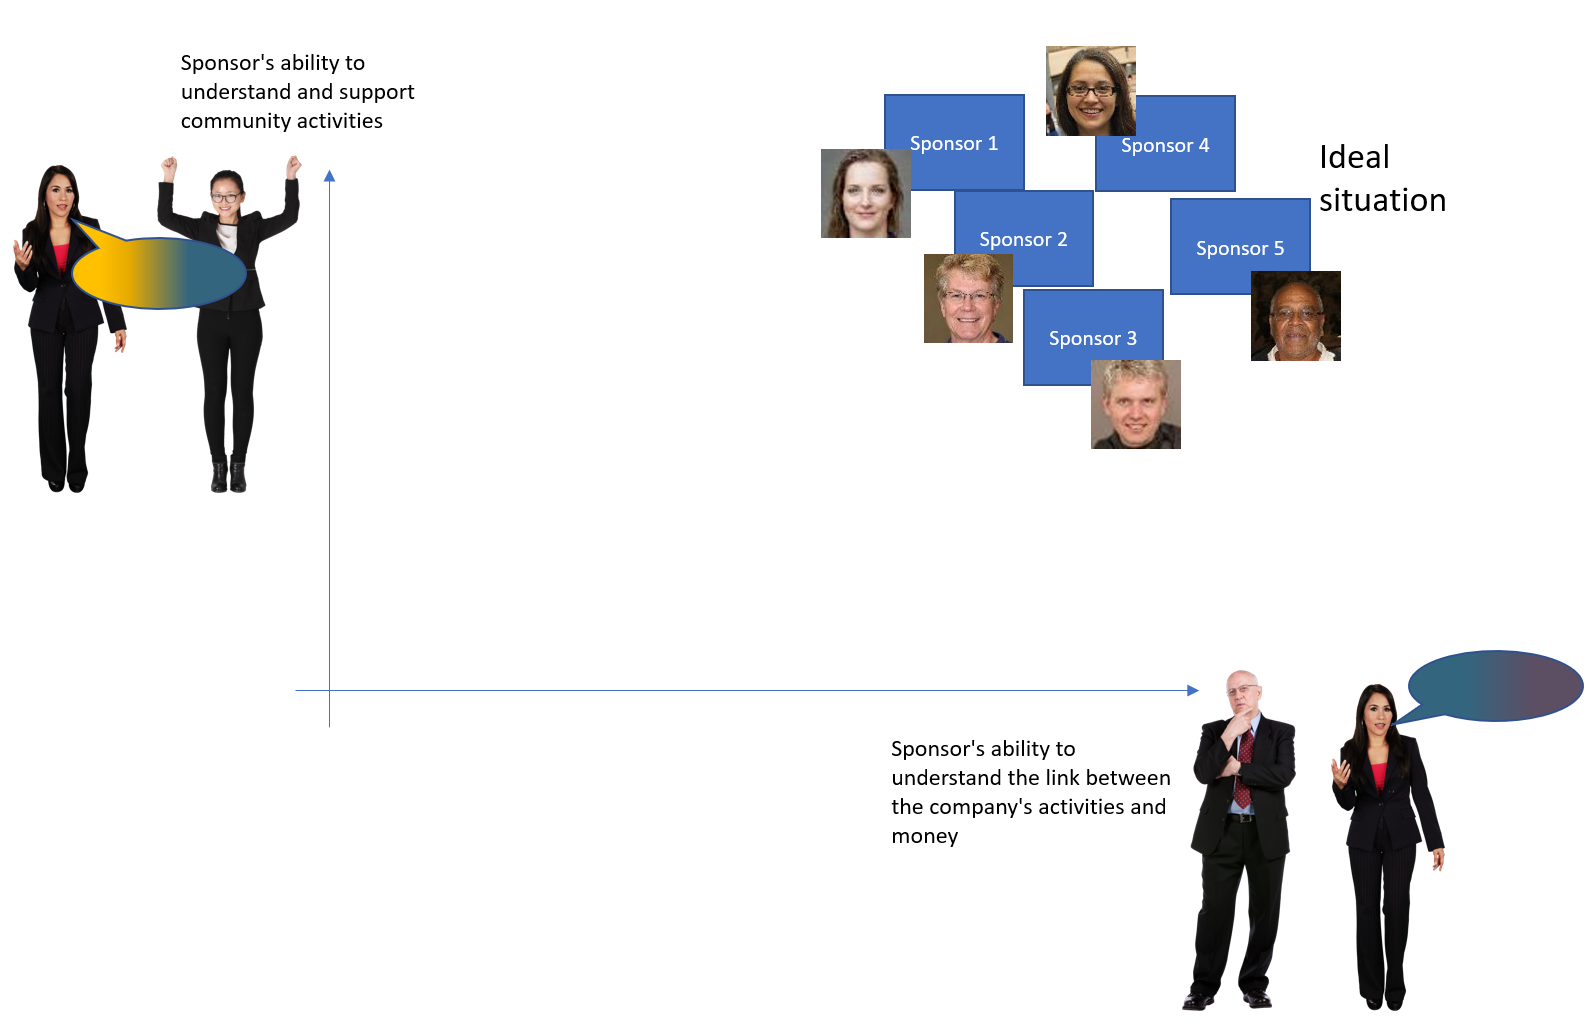 Sponsor's ability to
understand and support
community activities
Sponsor 1
Sponsor 4
Ideal
situation
Sponsor 2
Sponsor 5
Sponsor 3
Sponsor's ability to
understand the link between
the company's activities and
money